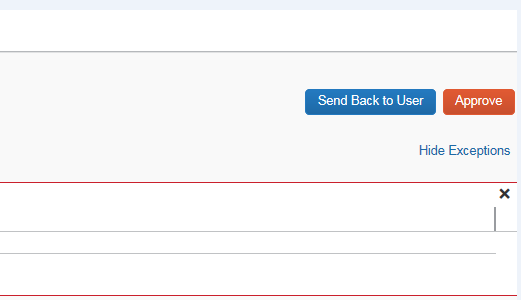 Send Back to User Approve
Hide Exceptions